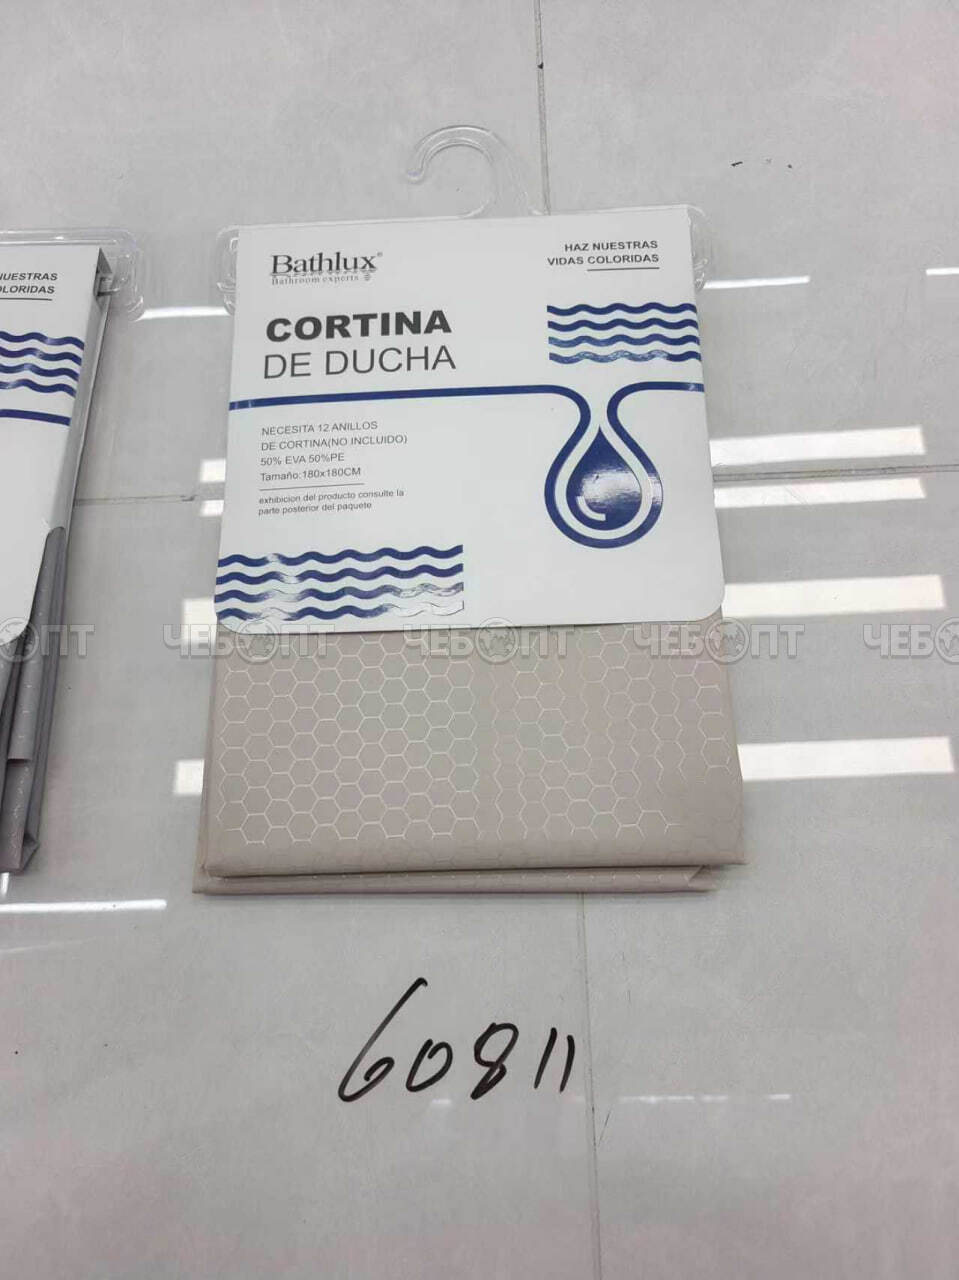 Bathlux®
Bathroom experts
HAZ NUESTRAS
VIDAS COLORIDAS
CORTINA
DE DUCHA
NECESITA 12 ANILLOS
DE CORTINA(NO INCLUIDO)
50% EVA 50%PE
Tamaño:180x180CM
exhibicion del producto consulte la
parte posterior del paquete
NUESTRAS
COLORIDAS
ЧЕБОПТ ЧЕБОПТ ЧЕБОПТ ЧЕБОПТ
60811